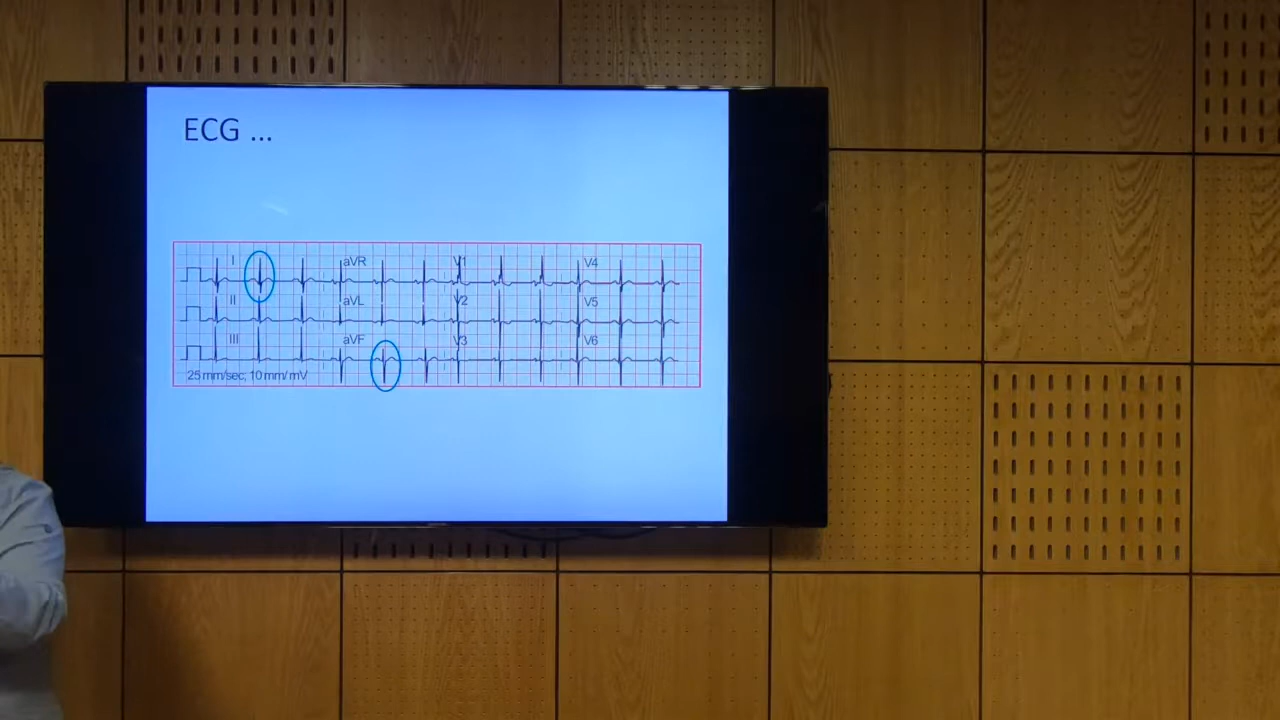 ECG ...
I aVR V1 V4
II aVL V2 V5
III aVF V3 V6
25 mm/sec; 10 mm/mV